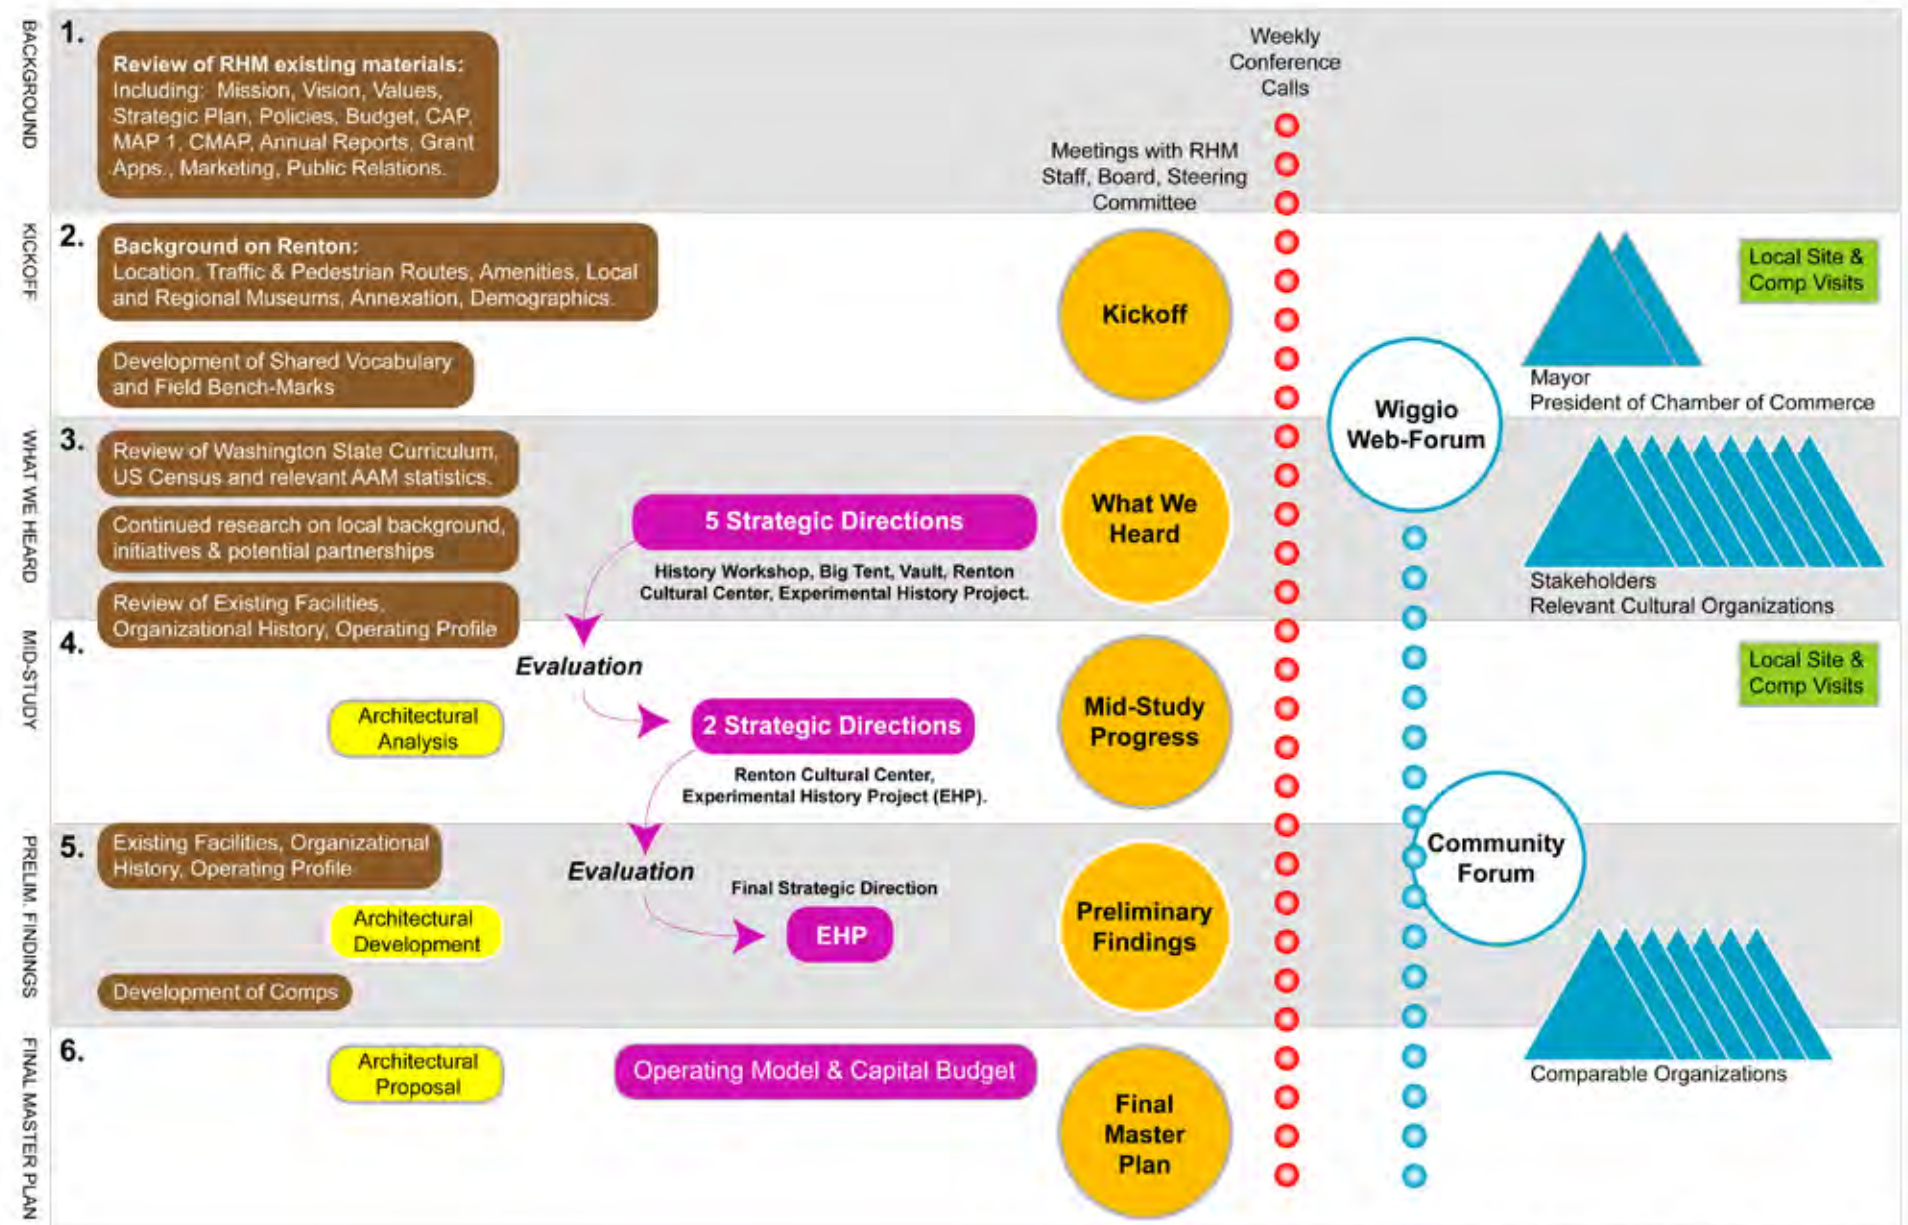 BACKGROUND
1.
Review of RHM existing materials:
Including: Mission, Vision, Values,
Strategic Plan, Policies, Budget, CAP,
MAP 1, CMAP, Annual Reports, Grant
Apps., Marketing, Public Relations.
Weekly
Conference
Calls
Meetings with RHM
Staff, Board, Steering
Committee
KICKOFF
2.
Background on Renton:
Location, Traffic & Pedestrian Routes, Amenities, Local
and Regional Museums, Annexation, Demographics.
Development of Shared Vocabulary
and Field Bench-Marks
Kickoff
Wiggio
Web-Forum
Mayor
President of Chamber of Commerce
Local Site &
Comp Visits
WHAT WE HEARD
3.
Review of Washington State Curriculum,
US Census and relevant AAM statistics.
Continued research on local background,
initiatives & potential partnerships
Review of Existing Facilities,
Organizational History, Operating Profile
5 Strategic Directions
History Workshop, Big Tent, Vault, Renton
Cultural Center, Experimental History Project.
What We
Heard
Stakeholders
Relevant Cultural Organizations
MID-STUDY
4.
Evaluation
Architectural
Analysis
2 Strategic Directions
Renton Cultural Center,
Experimental History Project (EHP).
Mid-Study
Progress
Local Site &
Comp Visits
PRELIM. FINDINGS
5.
Existing Facilities, Organizational
History, Operating Profile
Architectural
Development
Development of Comps
Evaluation
Final Strategic Direction
EHP
Preliminary
Findings
Community
Forum
Comparable Organizations
FINAL MASTER PLAN
6.
Architectural
Proposal
Operating Model & Capital Budget
Final
Master
Plan